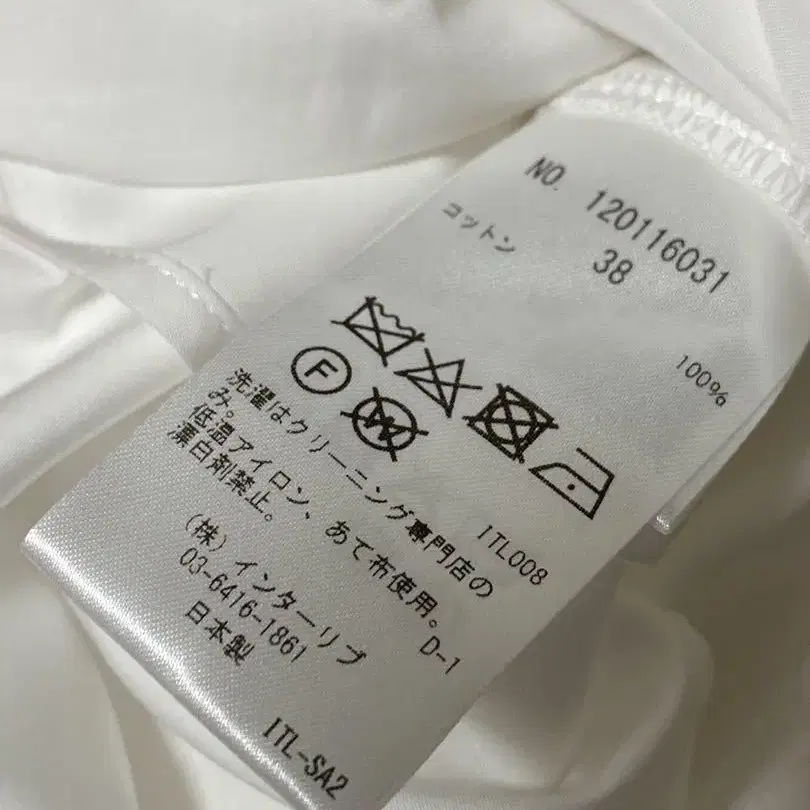 NO. 120116031
38
コットン 100%
F
W
ITL008
洗濯はクリーニング専門店の
み。
低温アイロン、あて布使用。
漂白剤禁止。
D-1
(株)インターリブ
03-6416-1861
日本製
ITL-SA2